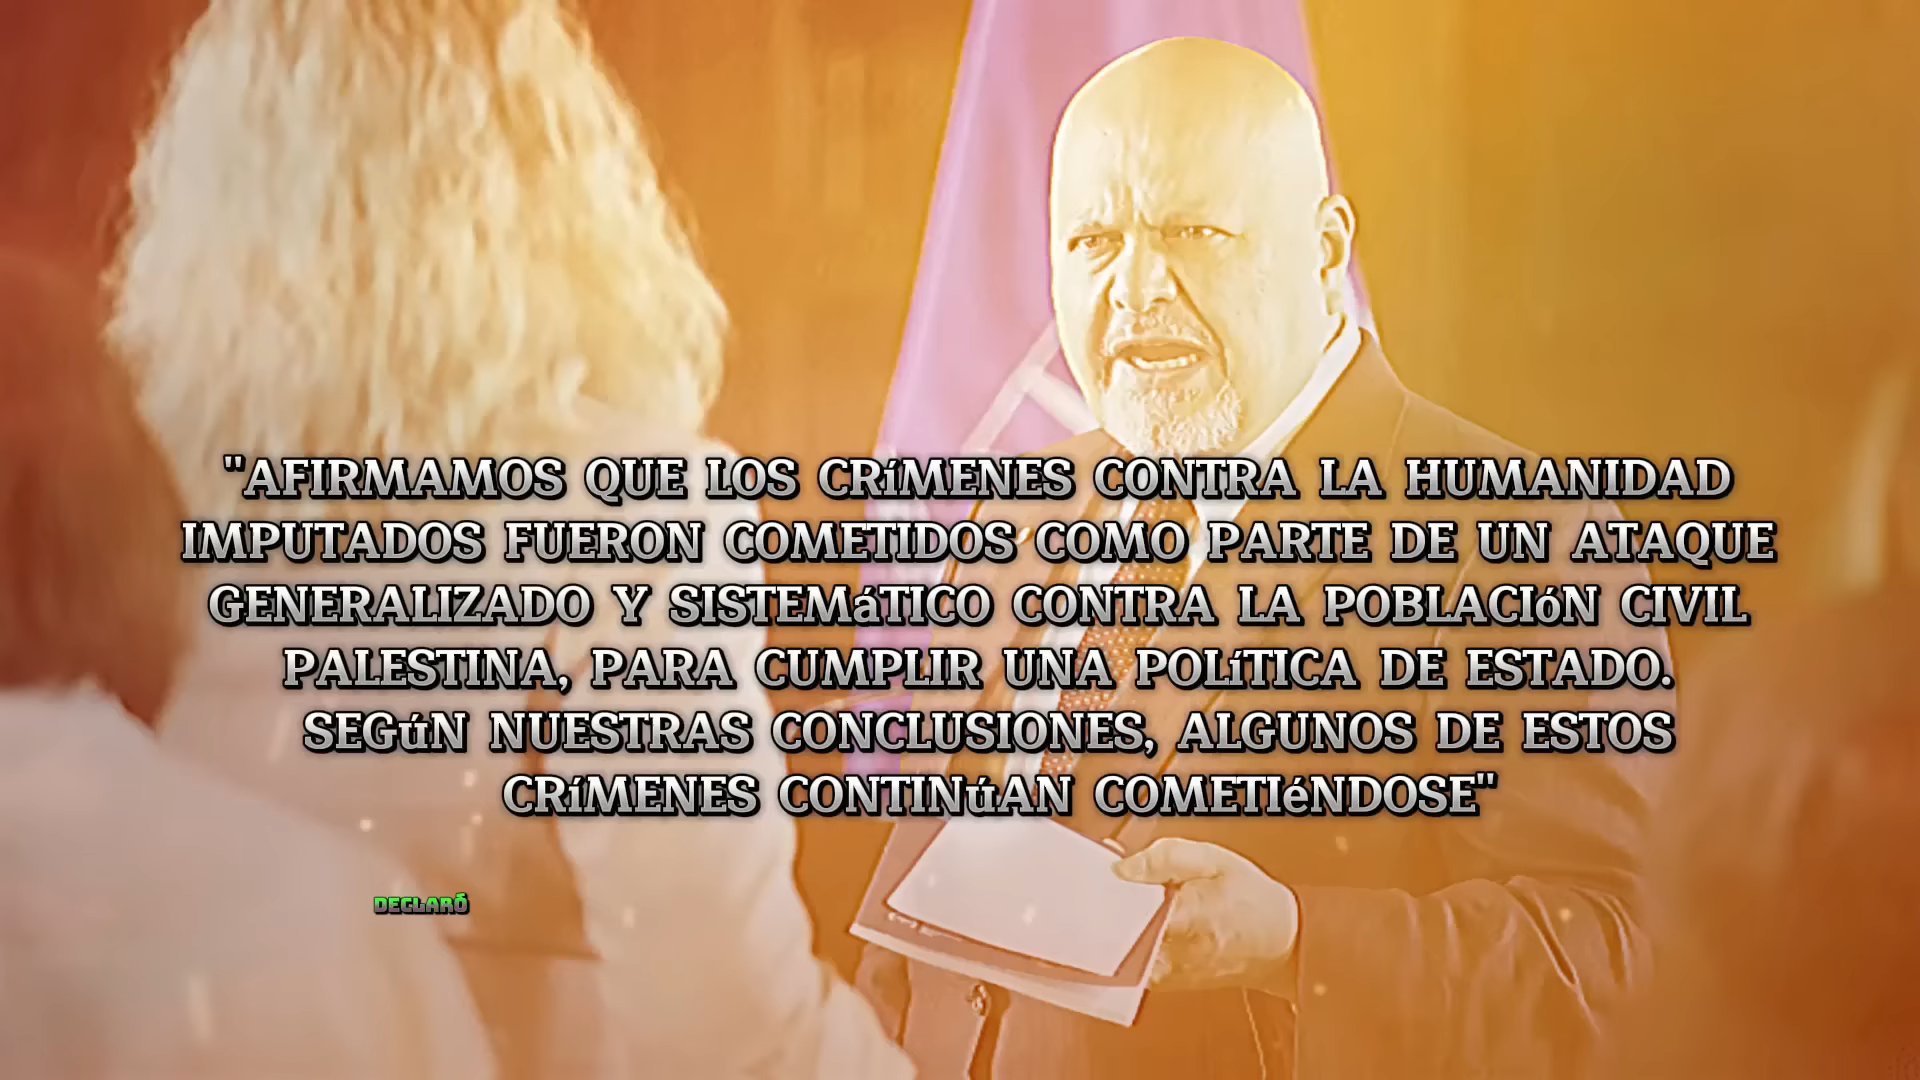 "AFIRMAMOS QUE LOS CRíMENES CONTRA LA HUMANIDAD
IMPUTADOS FUERON COMETIDOS COMO PARTE DE UN ATAQUE
GENERALIZADO Y SISTEMáTICO CONTRA LA POBLACIóN CIVIL
PALESTINA, PARA CUMPLIR UNA POLíTICA DE ESTADO.
SEGúN NUESTRAS CONCLUSIONES, ALGUNOS DE ESTOS
CRíMENES CONTINúAN COMETIéNDOSE"
DECLARÓ